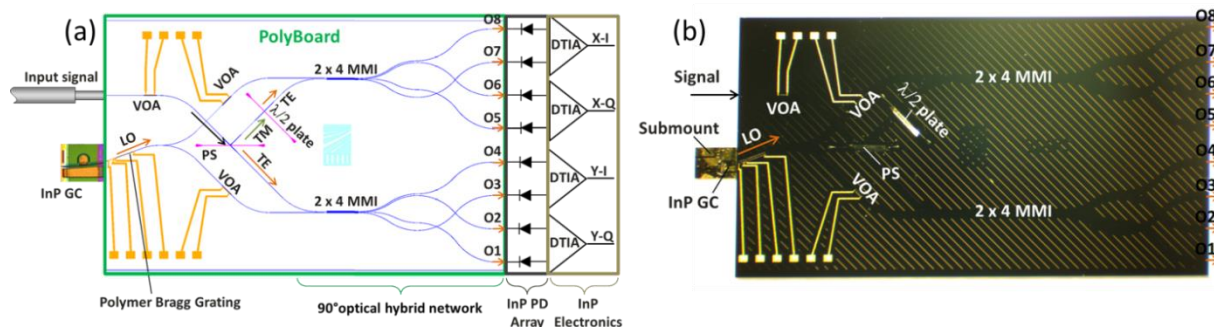 (a)
PolyBoard
Input signal
VOA
VOA
LO
PS
TE
λ/2 plate
TM
TE
VOA
InP GC
2 x 4 MMI
2 x 4 MMI
O8
O7
O6
O5
O4
O3
O2
O1
DTIA
X-I
DTIA
X-Q
DTIA
Y-I
DTIA
Y-Q
Polymer Bragg Grating
90°optical hybrid network
InP PD
Array
InP
Electronics
(b)
Signal
Submount
LO
InP GC
VOA
VOA
λ/2 plate
PS
VOA
2 x 4 MMI
2 x 4 MMI
O8
O7
O6
O5
O4
O3
O2
O1